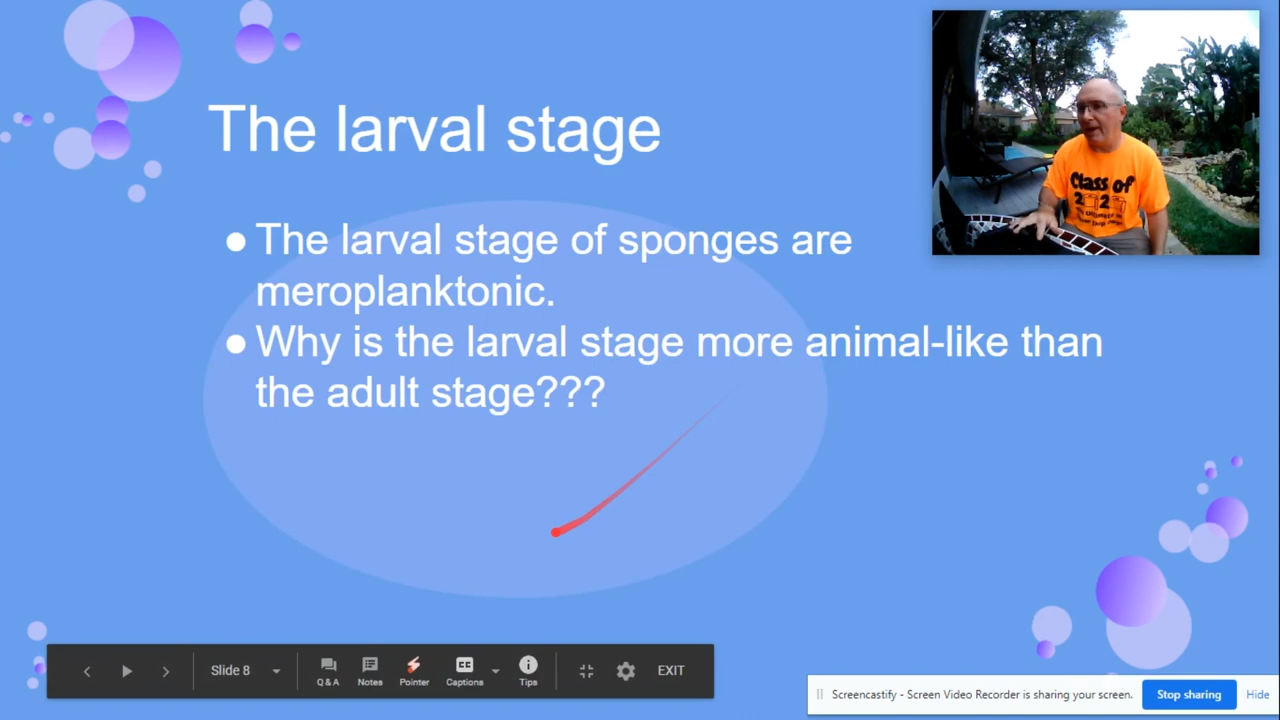 The larval stage
● The larval stage of sponges are
meroplanktonic.
● Why is the larval stage more animal-like than
the adult stage???
Class of
Slide 8
Q & A
Notes
Pointer
CC
Captions
Tips
EXIT
Screencastify - Screen Video Recorder is sharing your screen.
Stop sharing
Hide